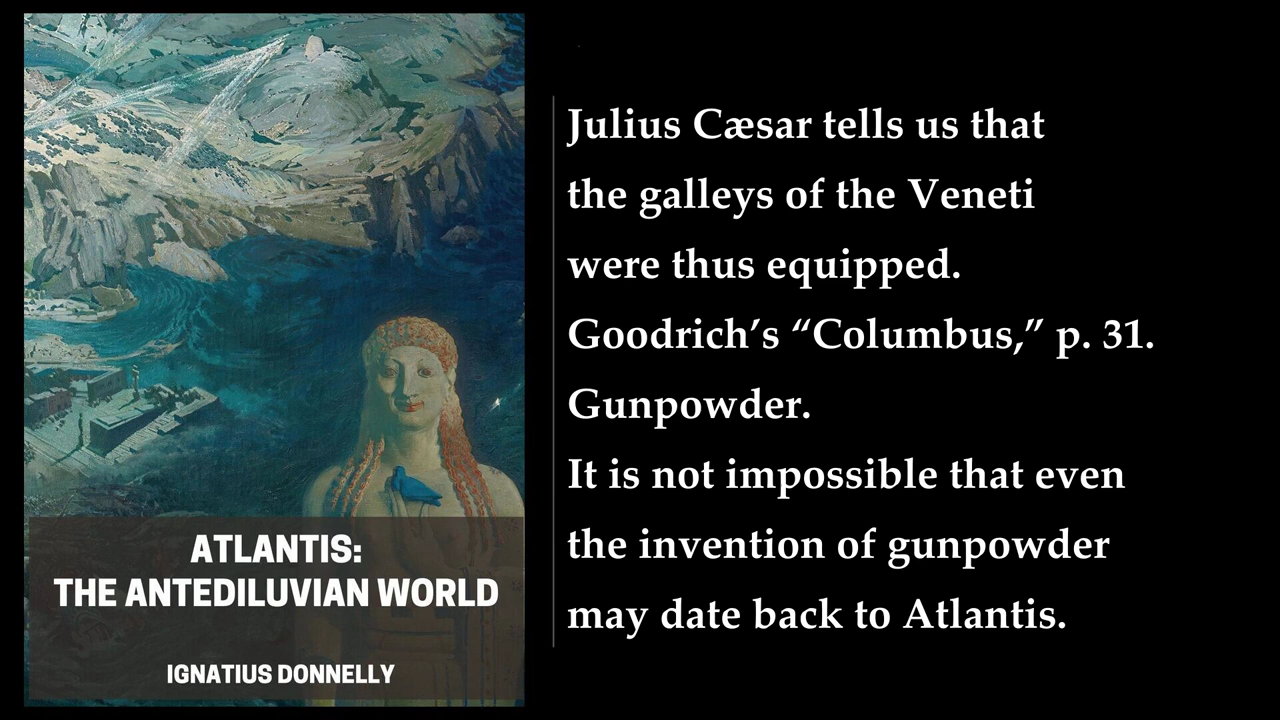 ATLANTIS:
THE ANTEDILUVIAN WORLD
IGNATIUS DONNELLY
Julius Cæsar tells us that
the galleys of the Veneti
were thus equipped.
Goodrich’s “Columbus,” p. 31.
Gunpowder.
It is not impossible that even
the invention of gunpowder
may date back to Atlantis.